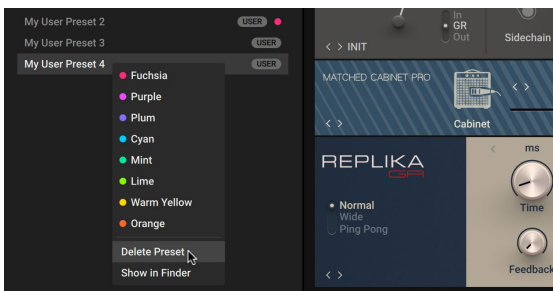 My User Preset 2 USER
My User Preset 3 USER
My User Preset 4 USER
Fuchsia
Purple
Plum
Cyan
Mint
Lime
Warm Yellow
Orange
Delete Preset
Show in Finder
In
GR
Out
Sidechain
< > INIT
MATCHED CABINET PRO
< >
< >
Cabinet
REPLIKA
GR
Normal
Wide
Ping Pong
< >
<
ms
Time
Feedback